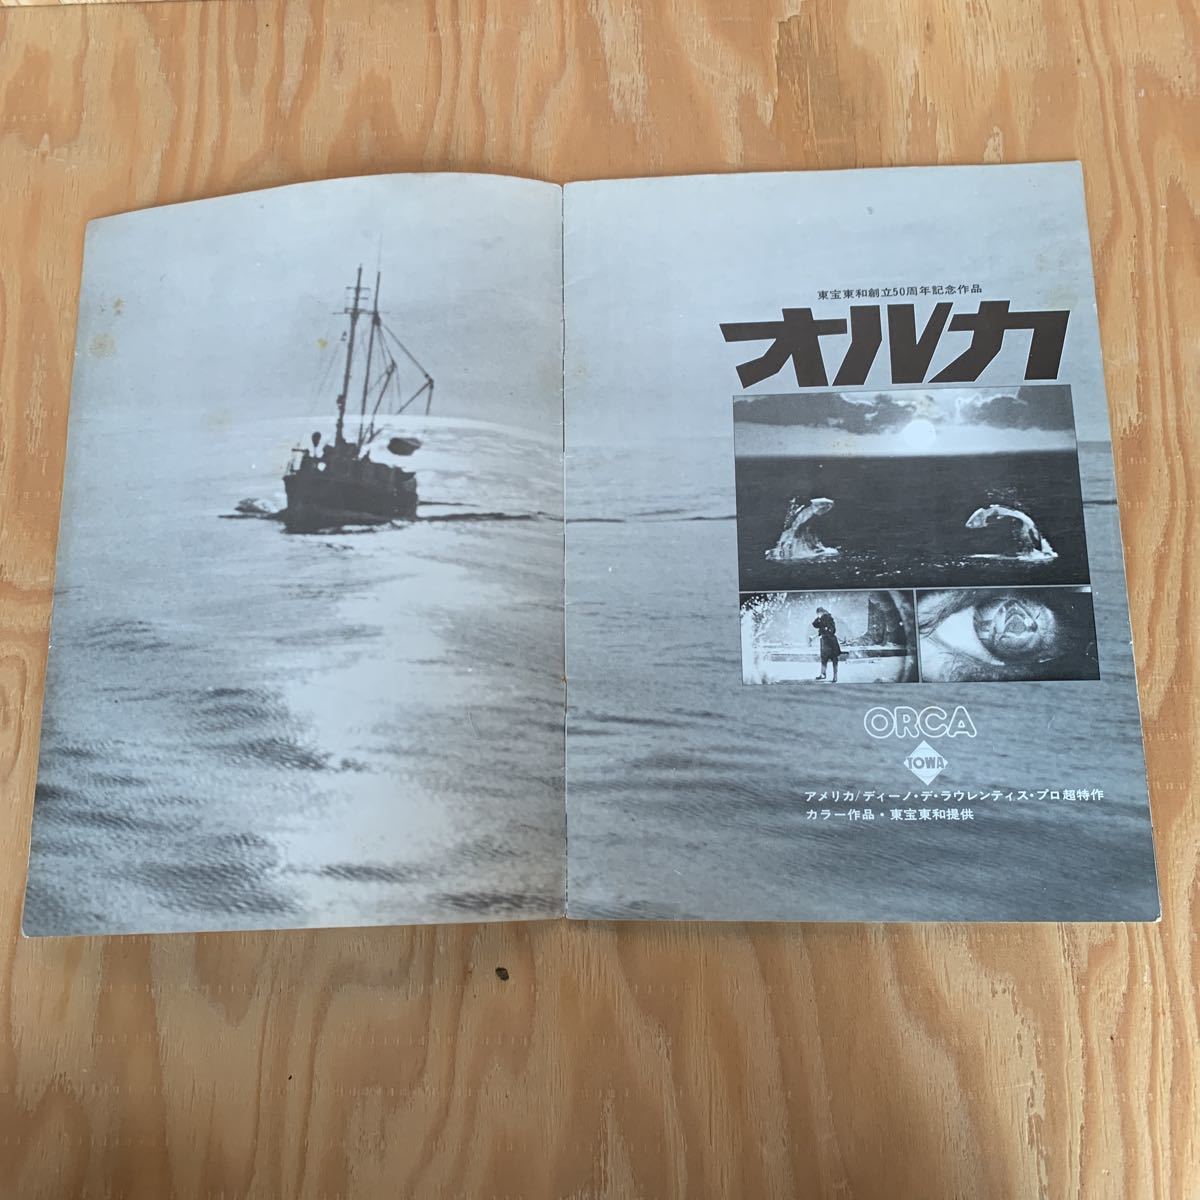 東宝東和創立50周年記念作品
オルカ
ORCA
TOWA
アメリカ/ディーノ・デ・ラウレンティス・プロ超特作
カラー作品・東宝東和提供